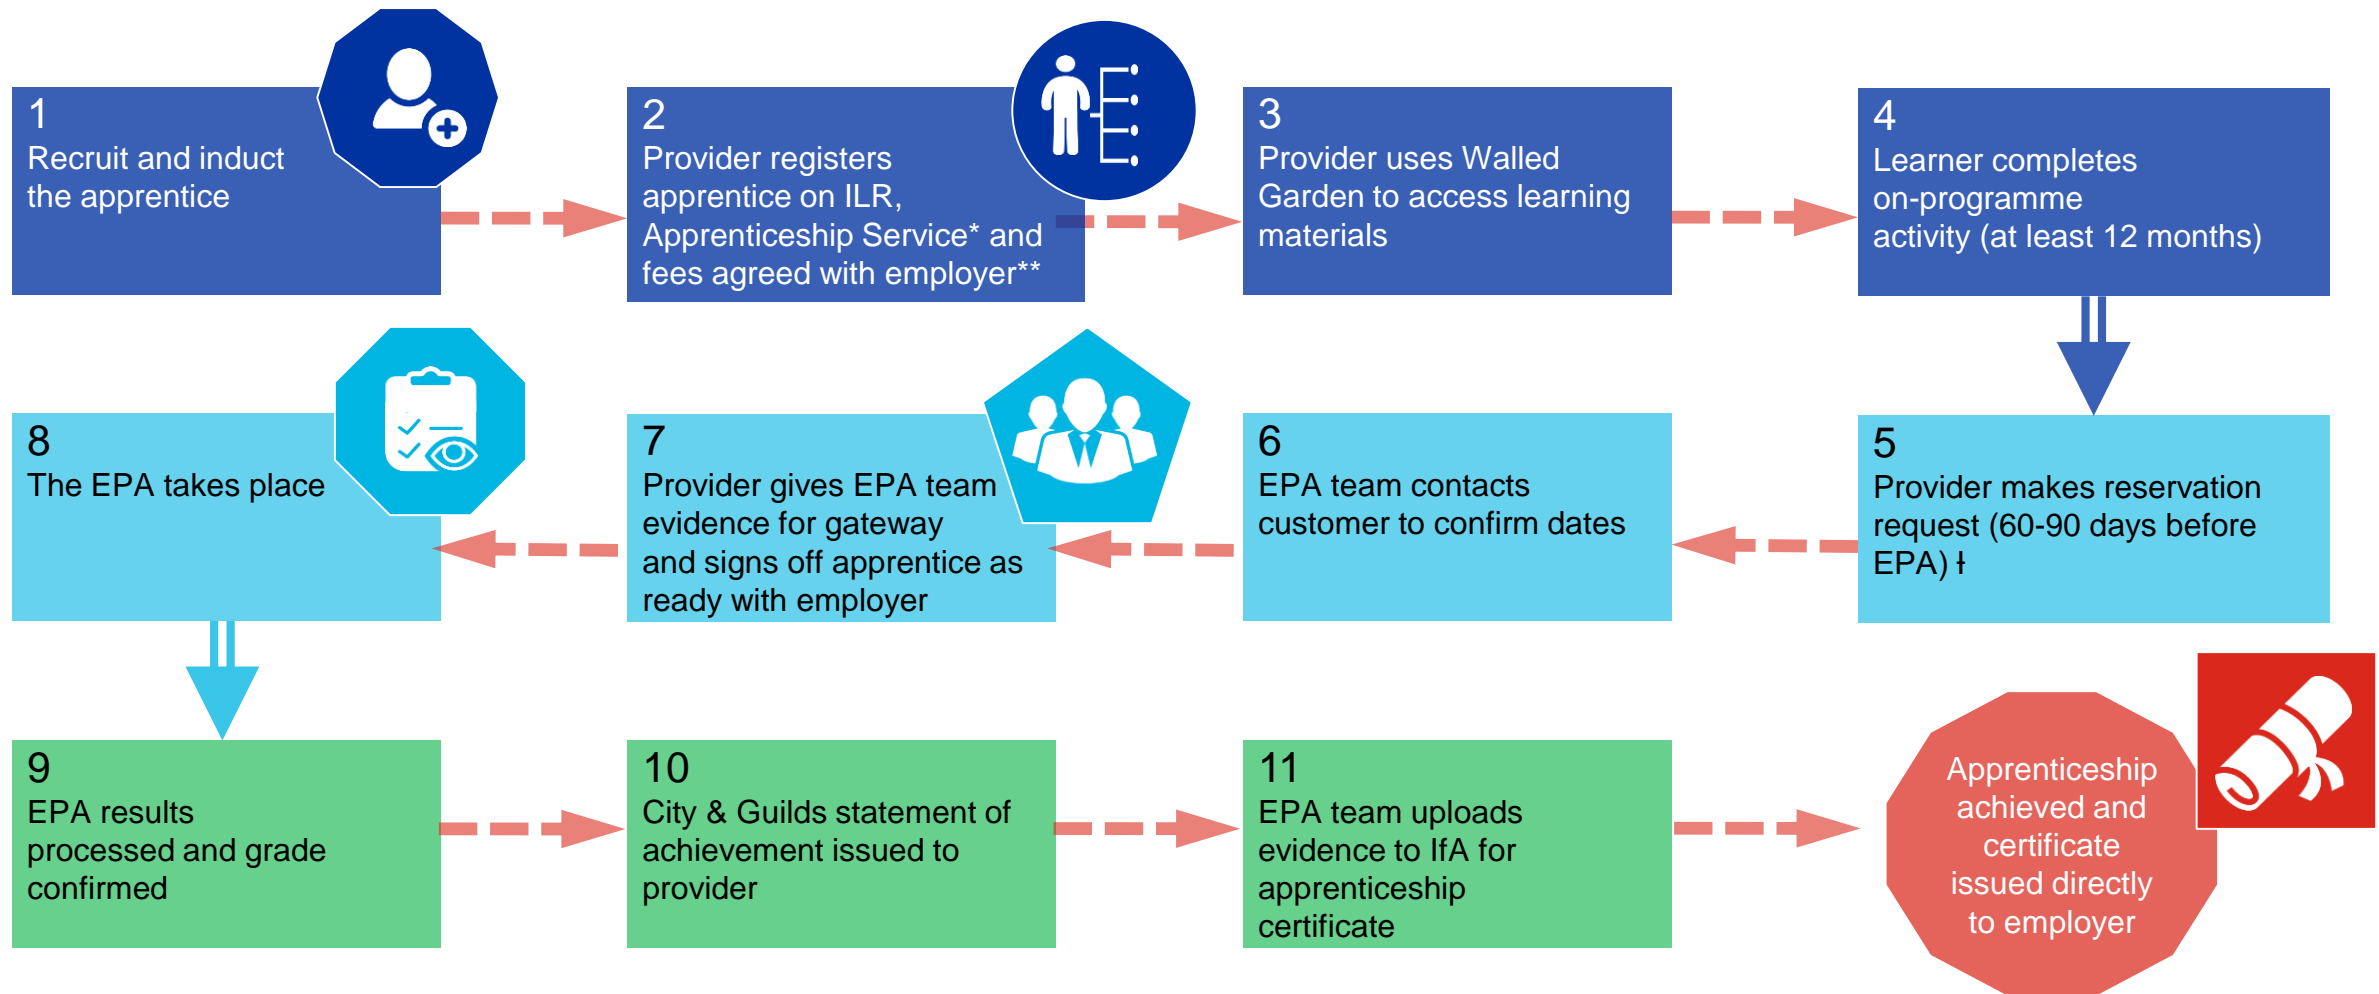 1
Recruit and induct
the apprentice
2
Provider registers
apprentice on ILR,
Apprenticeship Service* and
fees agreed with employer**
3
Provider uses Walled
Garden to access learning
materials
4
Learner completes
on-programme
activity (at least 12 months)
5
Provider makes reservation
request (60-90 days before
EPA) ƚ
6
EPA team contacts
customer to confirm dates
7
Provider gives EPA team
evidence for gateway
and signs off apprentice as
ready with employer
8
The EPA takes place
9
EPA results
processed and grade
confirmed
10
City & Guilds statement of
achievement issued to
provider
11
EPA team uploads
evidence to IfA for
apprenticeship
certificate
Apprenticeship
achieved and
certificate
issued directly
to employer